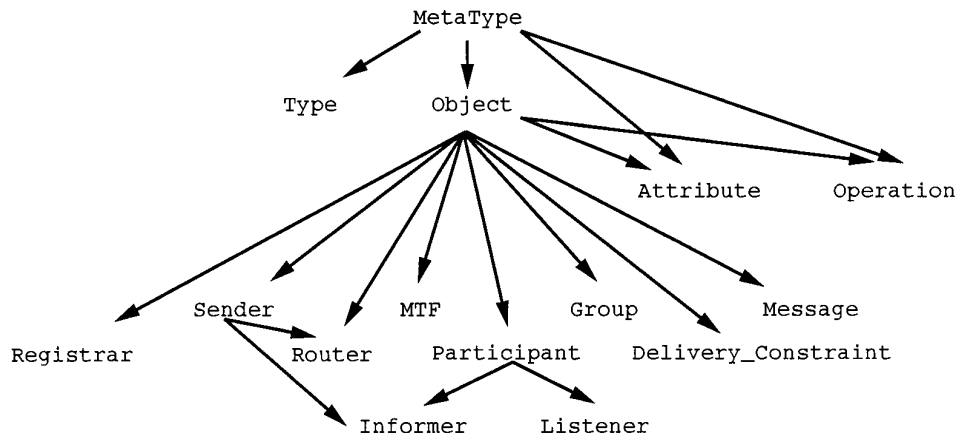 MetaType
Type Object
Attribute Operation
Sender MTF Group Message
Registrar Router Participant Delivery_Constraint
Informer Listener